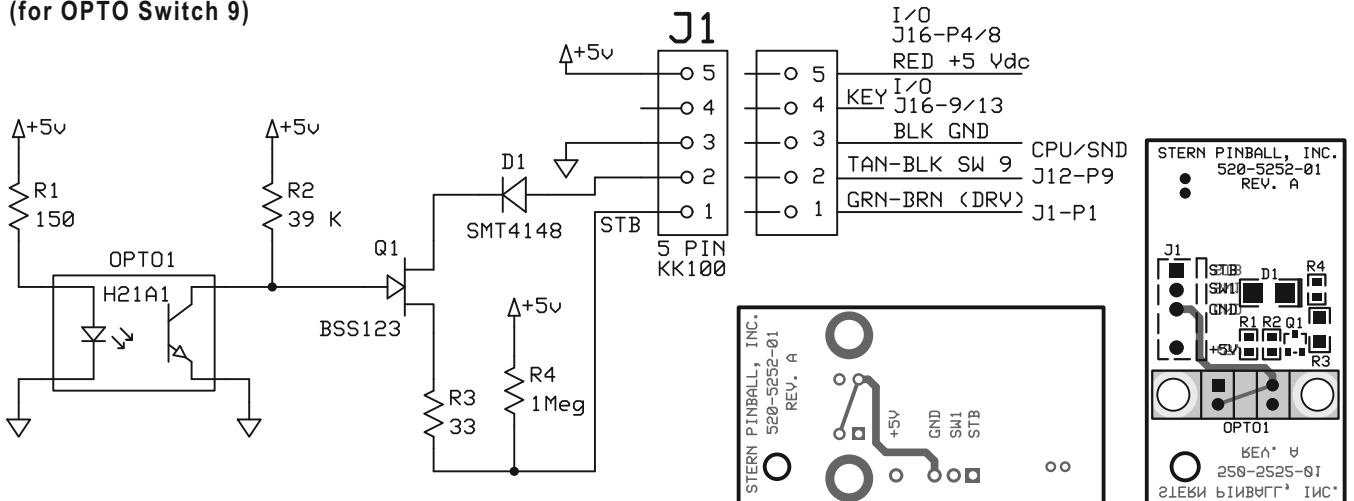 (for OPTO Switch 9)
J1
+5v
5
4
3
2
1
STB
5 PIN
KK100
5
4
3
2
1
I/O
J16-P4/8
RED +5 Vdc
KEY
I/O
J16-9/13
BLK GND
TAN-BLK SW 9
GRN-BRN (DRV)
CPU/SND
J12-P9
J1-P1
+5v
R1
150
+5v
R2
39 K
OPTO1
H21A1
Q1
BSS123
D1
SMT4148
+5v
R3
33
R4
1Meg
STERN PINBALL, INC.
520-5252-01
REV. A
+5V
GND
SW1
STB
STERN PINBALL, INC.
520-5252-01
REV. A
J1
STB
SW1
GND
+5V
D1
R4
R1
R2
Q1
R3
OPTO1
REV. A
520-5252-01
STERN PINBALL, INC.